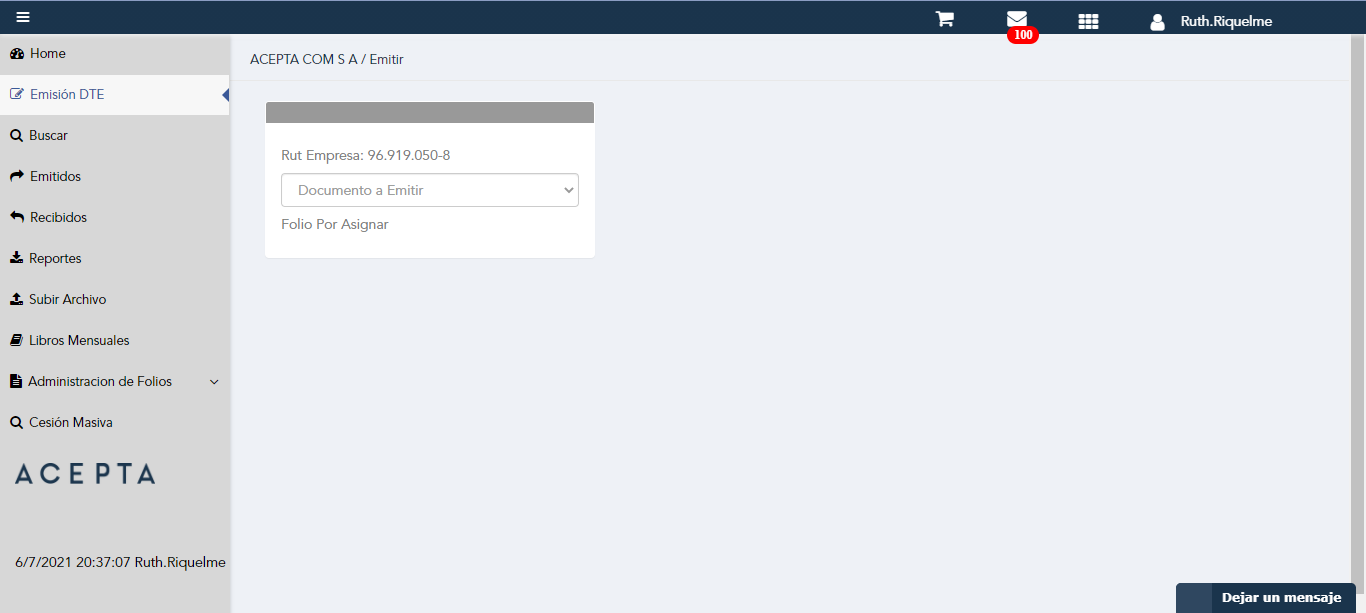 100
Ruth.Riquelme
Home
ACEPTA COM S A / Emitir
Emisión DTE
Buscar
Emitidos
Recibidos
Reportes
Subir Archivo
Libros Mensuales
Administracion de Folios
Cesión Masiva
ACEPTA
6/7/2021 20:37:07 Ruth.Riquelme
Rut Empresa: 96.919.050-8
Documento a Emitir
Folio Por Asignar
Dejar un mensaje